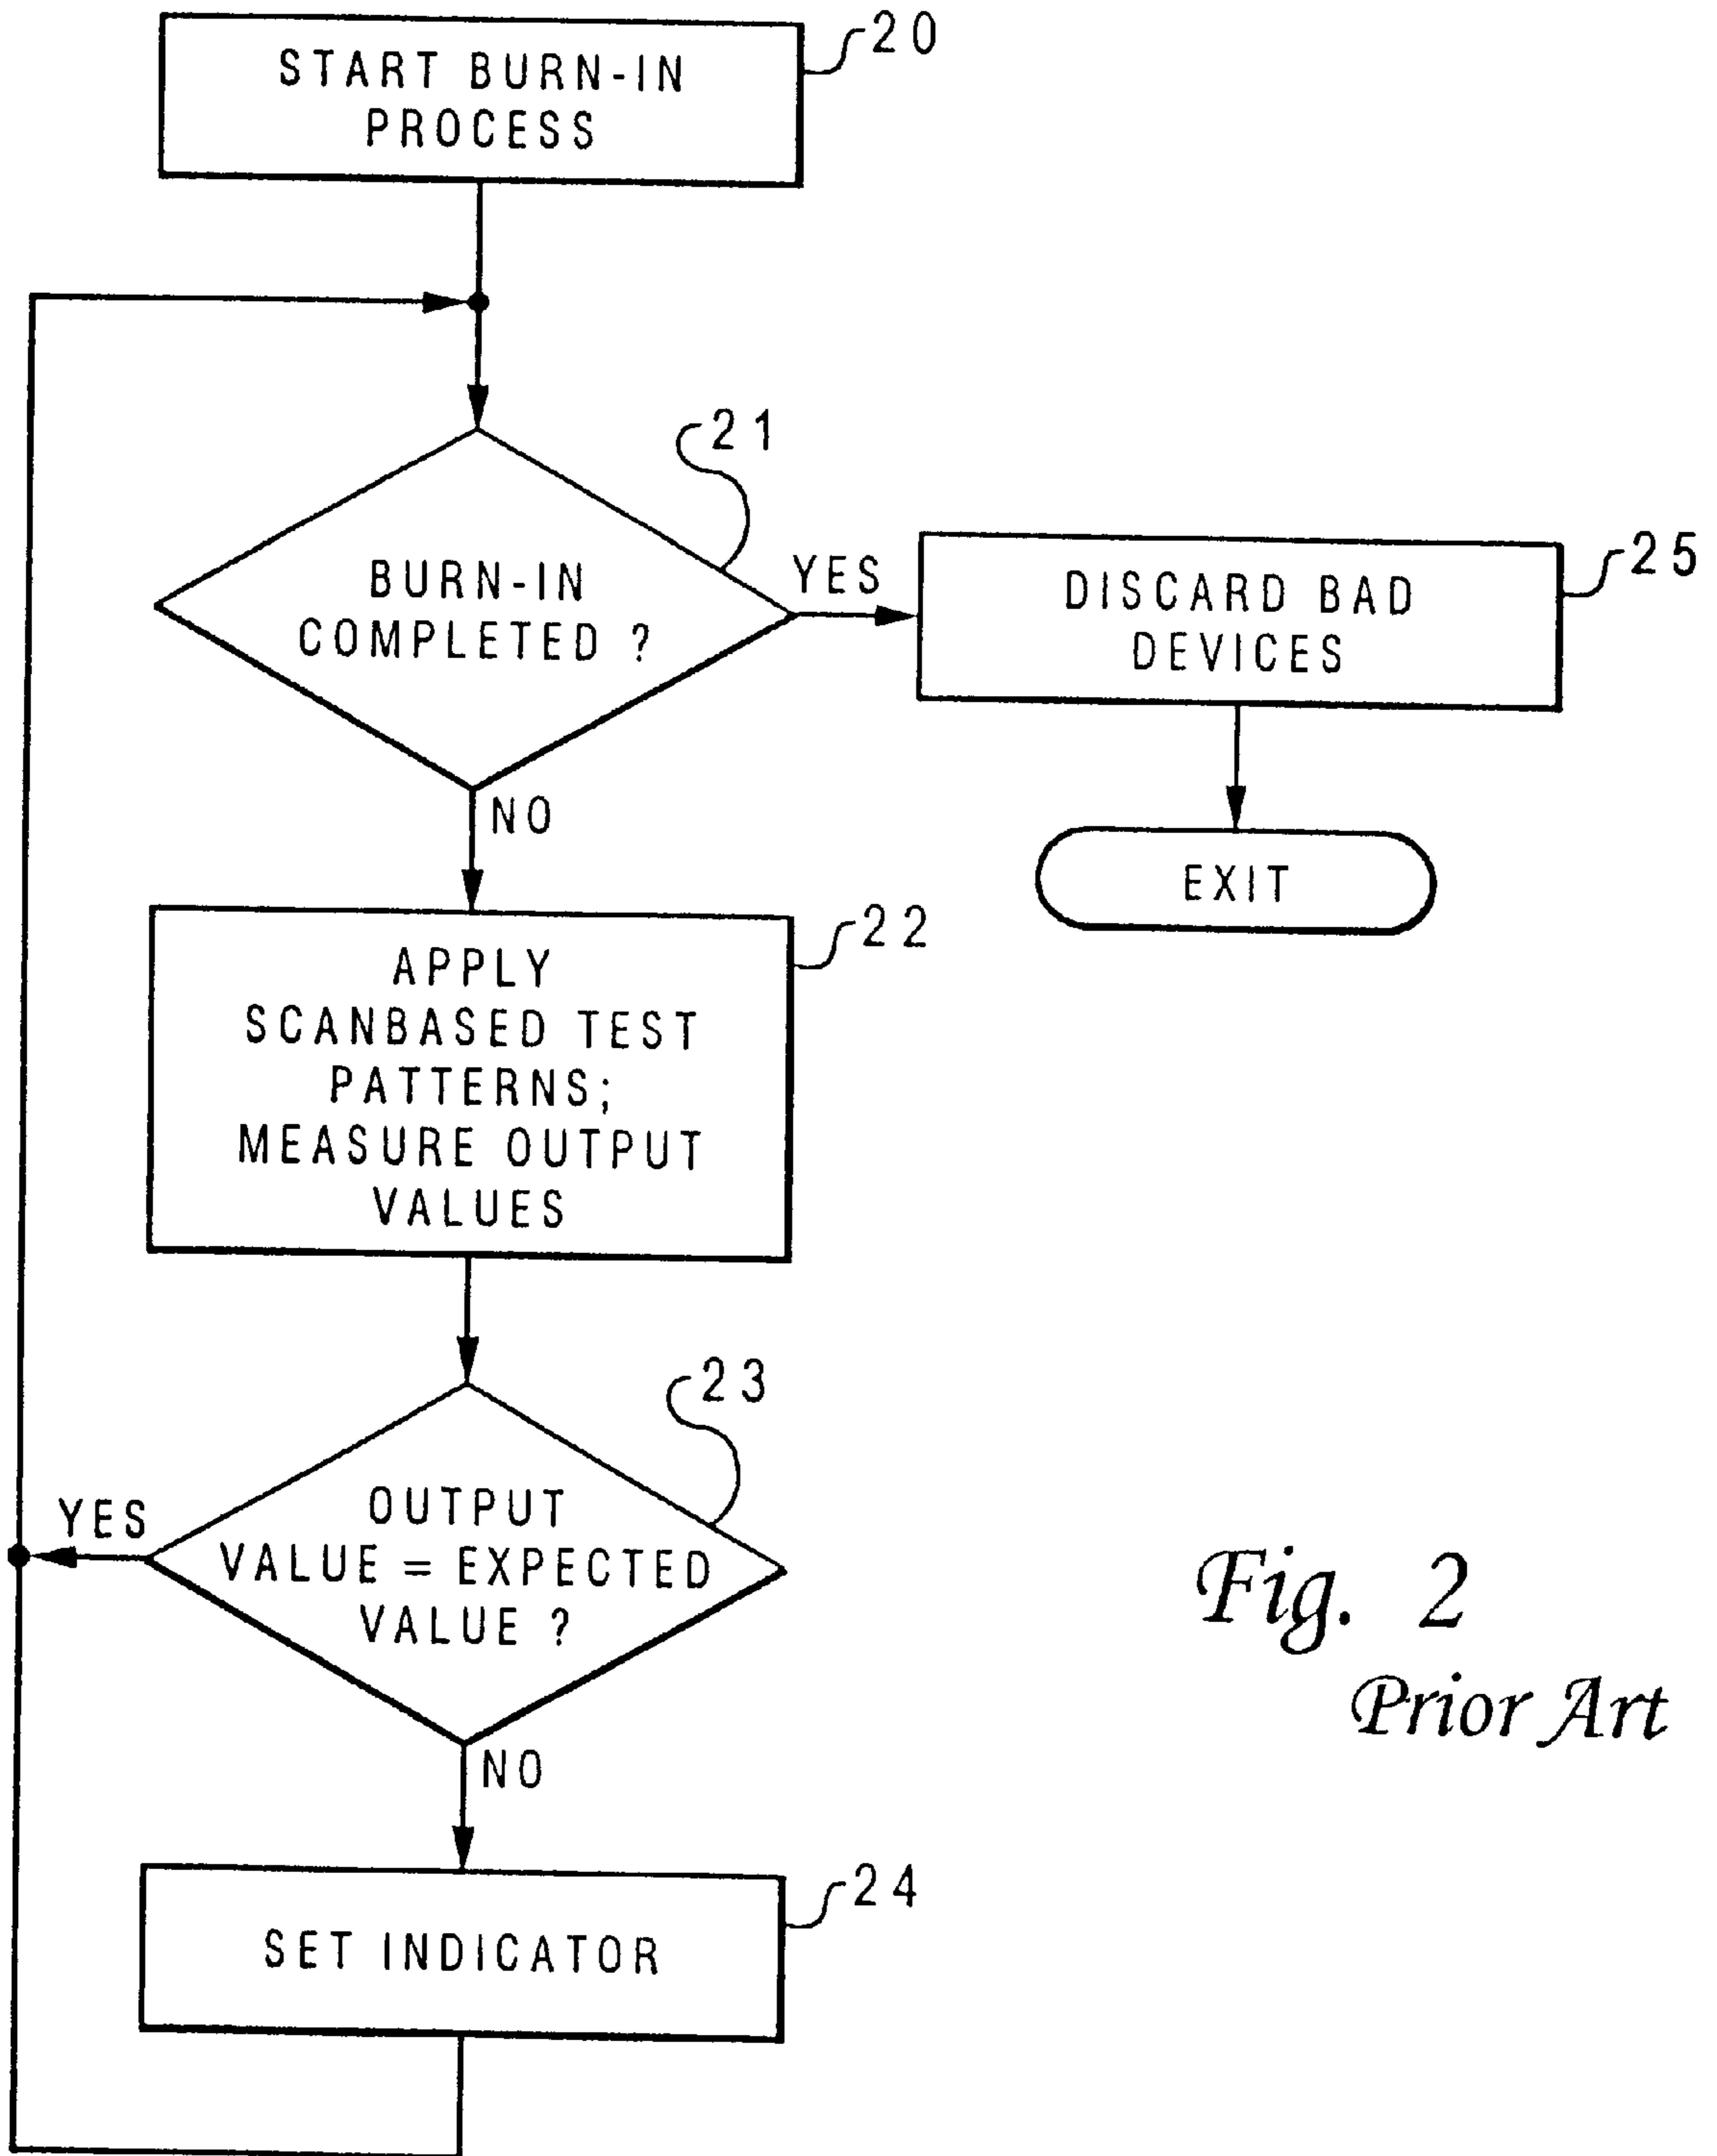 20
START BURN-IN
PROCESS
21
BURN-IN
COMPLETED ?
YES
NO
25
DISCARD BAD
DEVICES
EXIT
22
APPLY
SCANBASED TEST
PATTERNS;
MEASURE OUTPUT
VALUES
23
OUTPUT
VALUE = EXPECTED
VALUE ?
YES
NO
24
SET INDICATOR
Fig. 2
Prior Art